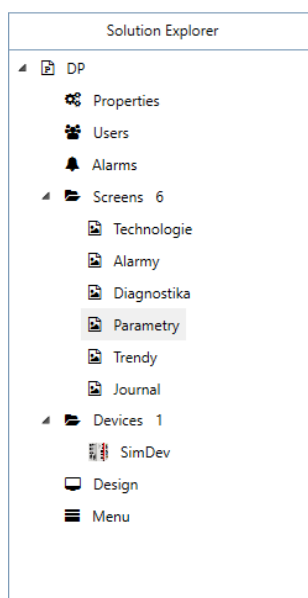 Solution Explorer
DP
Properties
Users
Alarms
Screens 6
Technologie
Alarmy
Diagnostika
Parametry
Trendy
Journal
Devices 1
SimDev
Design
Menu